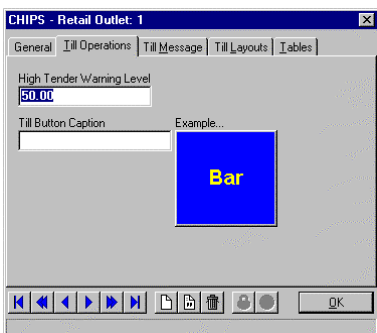 CHIPS - Retail Outlet: 1
General Till Operations Till Message Till Layouts Tables
High Tender Warning Level
50.00
Till Button Caption Example...
Bar
OK